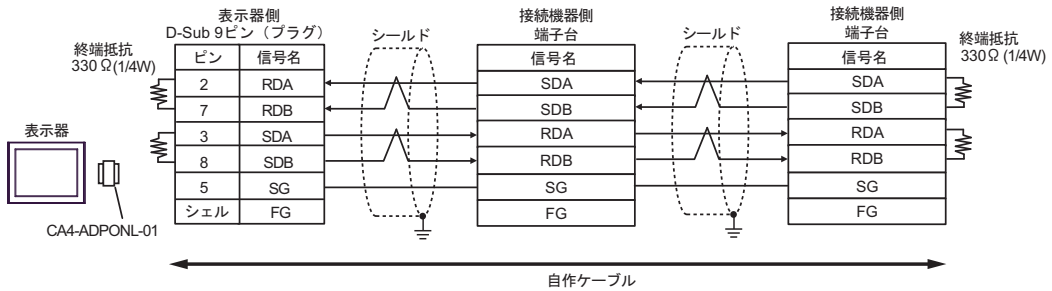 表示器側
D-Sub 9ピン（プラグ）
終端抵抗
330Ω(1/4W)
ピン 信号名
2 RDA
7 RDB
3 SDA
8 SDB
5 SG
シェル FG
表示器
CA4-ADPONL-01
シールド
接続機器側
端子台
信号名
SDA
SDB
RDA
RDB
SG
FG
シールド
接続機器側
端子台
信号名
SDA
SDB
RDA
RDB
SG
FG
終端抵抗
330Ω(1/4W)
自作ケーブル